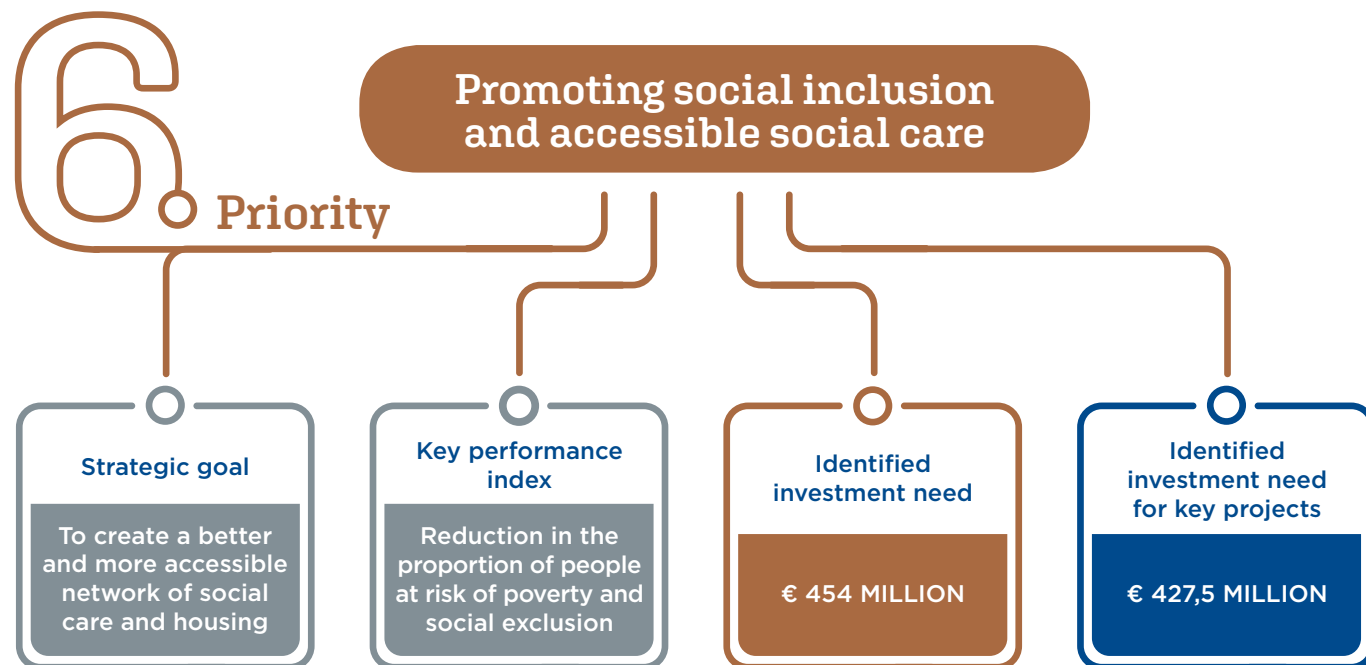 6.
Priority
Promoting social inclusion
and accessible social care
Strategic goal
To create a better
and more accessible
network of social
care and housing
Key performance
index
Reduction in the
proportion of people
at risk of poverty and
social exclusion
Identified
investment need
€ 454 MILLION
Identified
investment need
for key projects
€ 427,5 MILLION